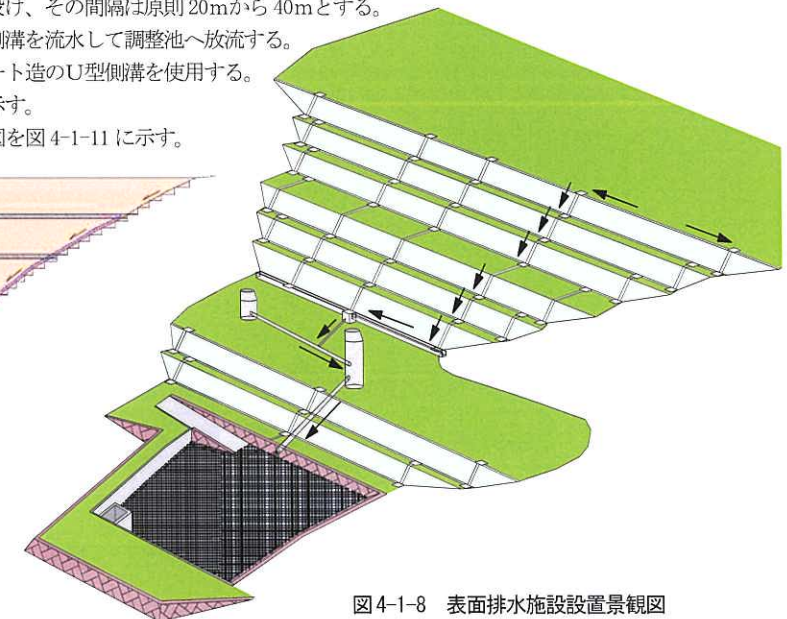 設け、その間隔は原則20mから40mとする。
側溝を流水して調整池へ放流する。
ート造のU型側溝を使用する。
示す。
図を図4-1-11に示す。
図4-1-8　表面排水施設設置景観図